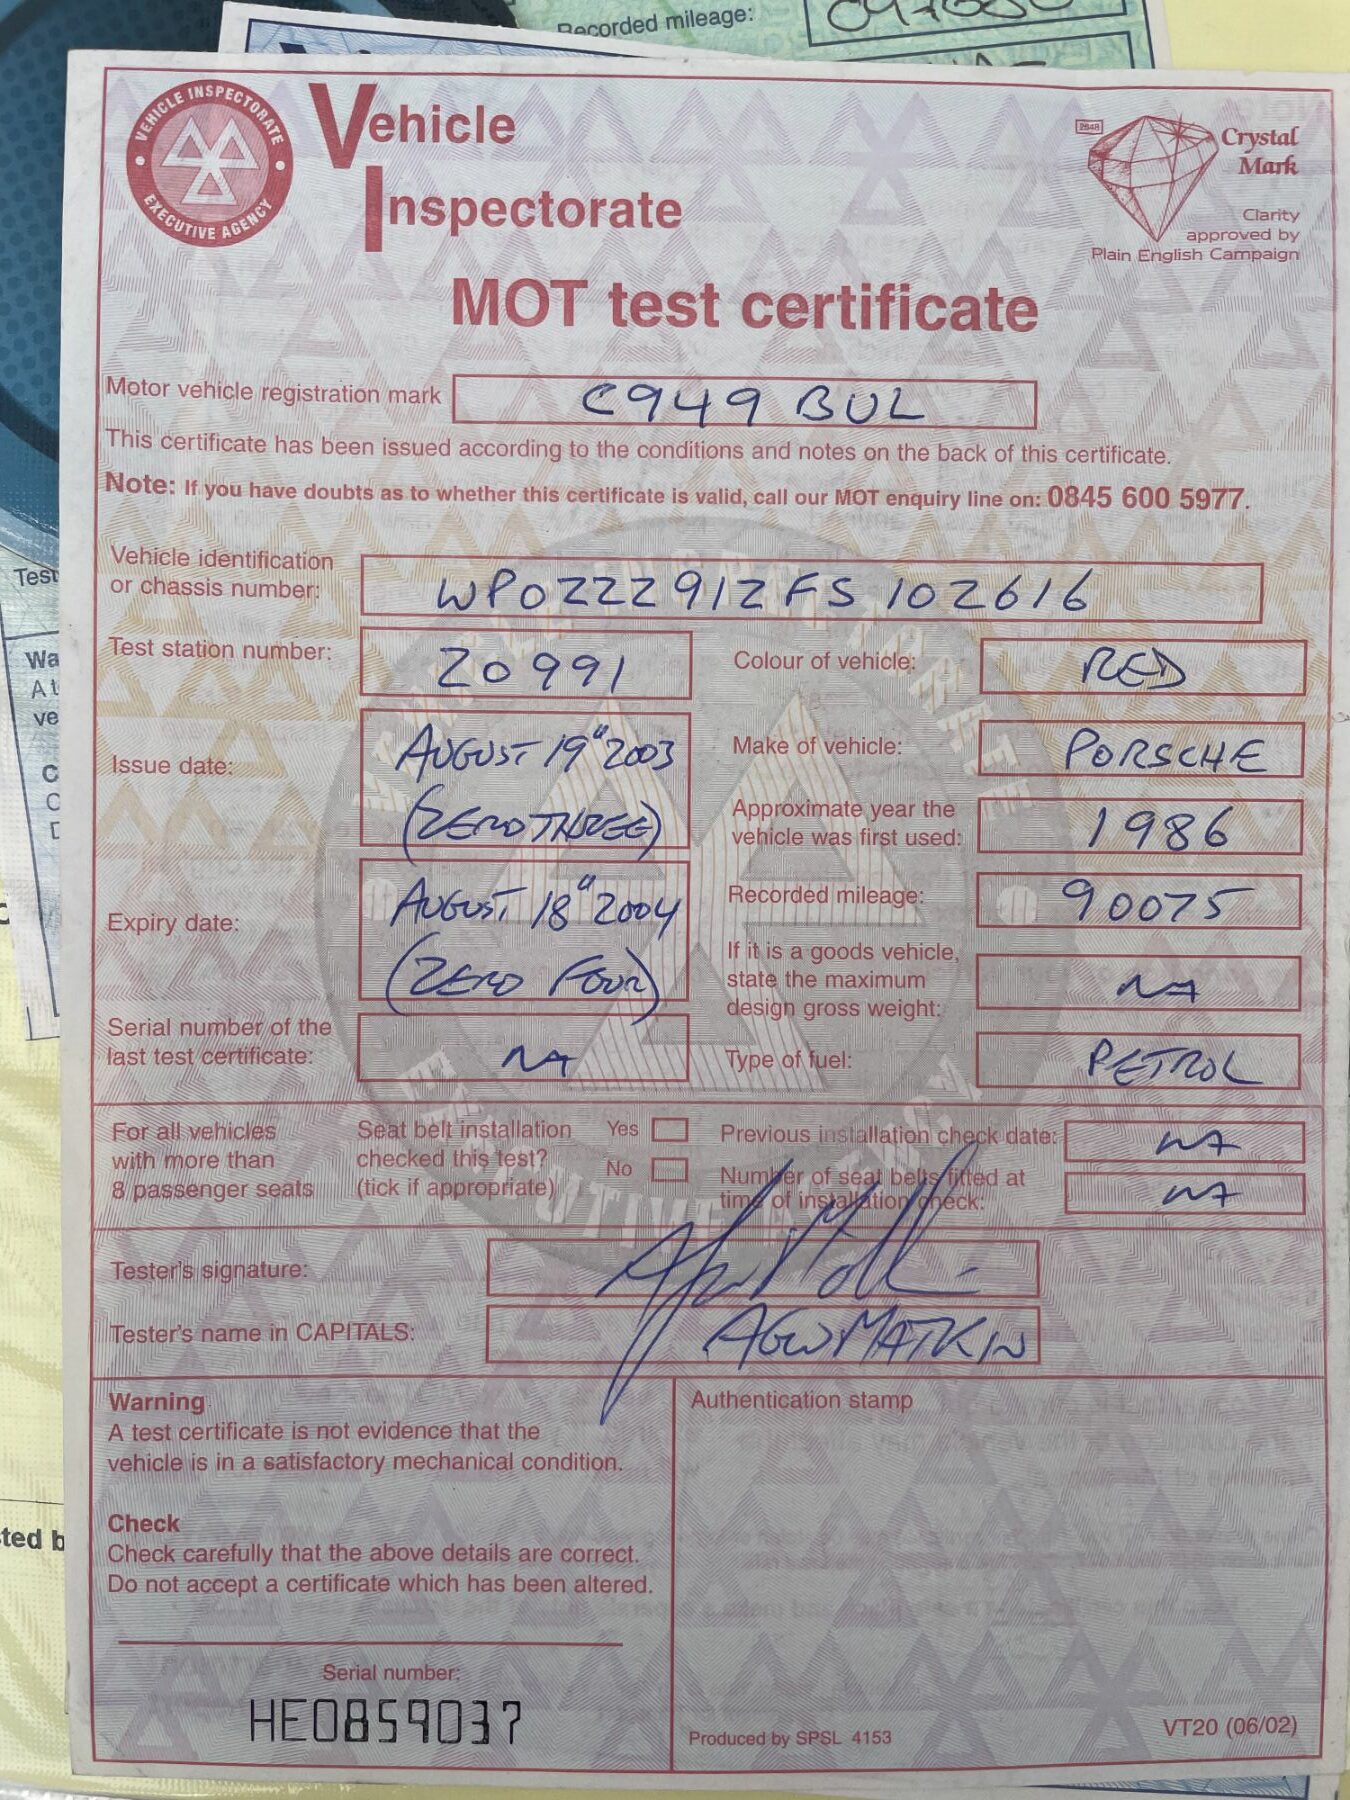 Recorded mileage:
VEHICLE INSPECTORATE
EXECUTIVE AGENCY
Vehicle
Inspectorate
2648
Crystal
Mark
Clarity
approved by
Plain English Campaign
MOT test certificate
Motor vehicle registration mark C949 BUL
This certificate has been issued according to the conditions and notes on the back of this certificate.
Note: If you have doubts as to whether this certificate is valid, call our MOT enquiry line on: 0845 600 5977.
Vehicle identification
or chassis number: WP0ZZZ91ZFS102616
Test station number: 20991
Colour of vehicle: RED
Issue date: AUGUST 19" 2003
(ZERO THREE)
Make of vehicle: PORSCHE
Approximate year the
vehicle was first used: 1986
Expiry date: AUGUST 18" 2004
(ZERO FOUR)
Recorded mileage: 90075
If it is a goods vehicle,
state the maximum
design gross weight: NA
Serial number of the
last test certificate: NA
Type of fuel: PETROL
For all vehicles
with more than
8 passenger seats
Seat belt installation
checked this test?
(tick if appropriate)
Yes
No
Previous installation check date: NA
Number of seat belts fitted at
time of installation check: NA
Tester's signature:
Tester's name in CAPITALS: AGW MATKIN
Warning
A test certificate is not evidence that the
vehicle is in a satisfactory mechanical condition.
Check
Check carefully that the above details are correct.
Do not accept a certificate which has been altered.
Serial number:
HE0859037
Authentication stamp
Produced by SPSL 4153
VT20 (06/02)